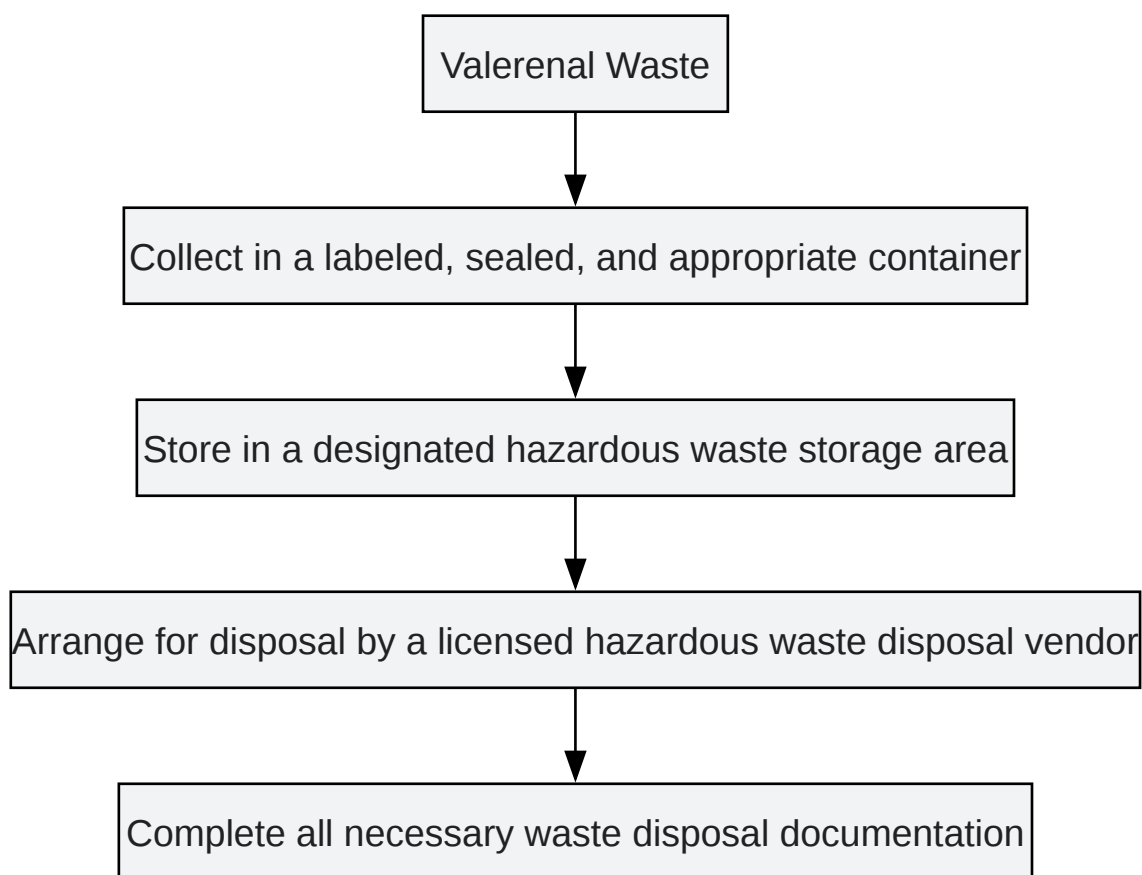 Valerenal Waste
Collect in a labeled, sealed, and appropriate container
Store in a designated hazardous waste storage area
Arrange for disposal by a licensed hazardous waste disposal vendor
Complete all necessary waste disposal documentation